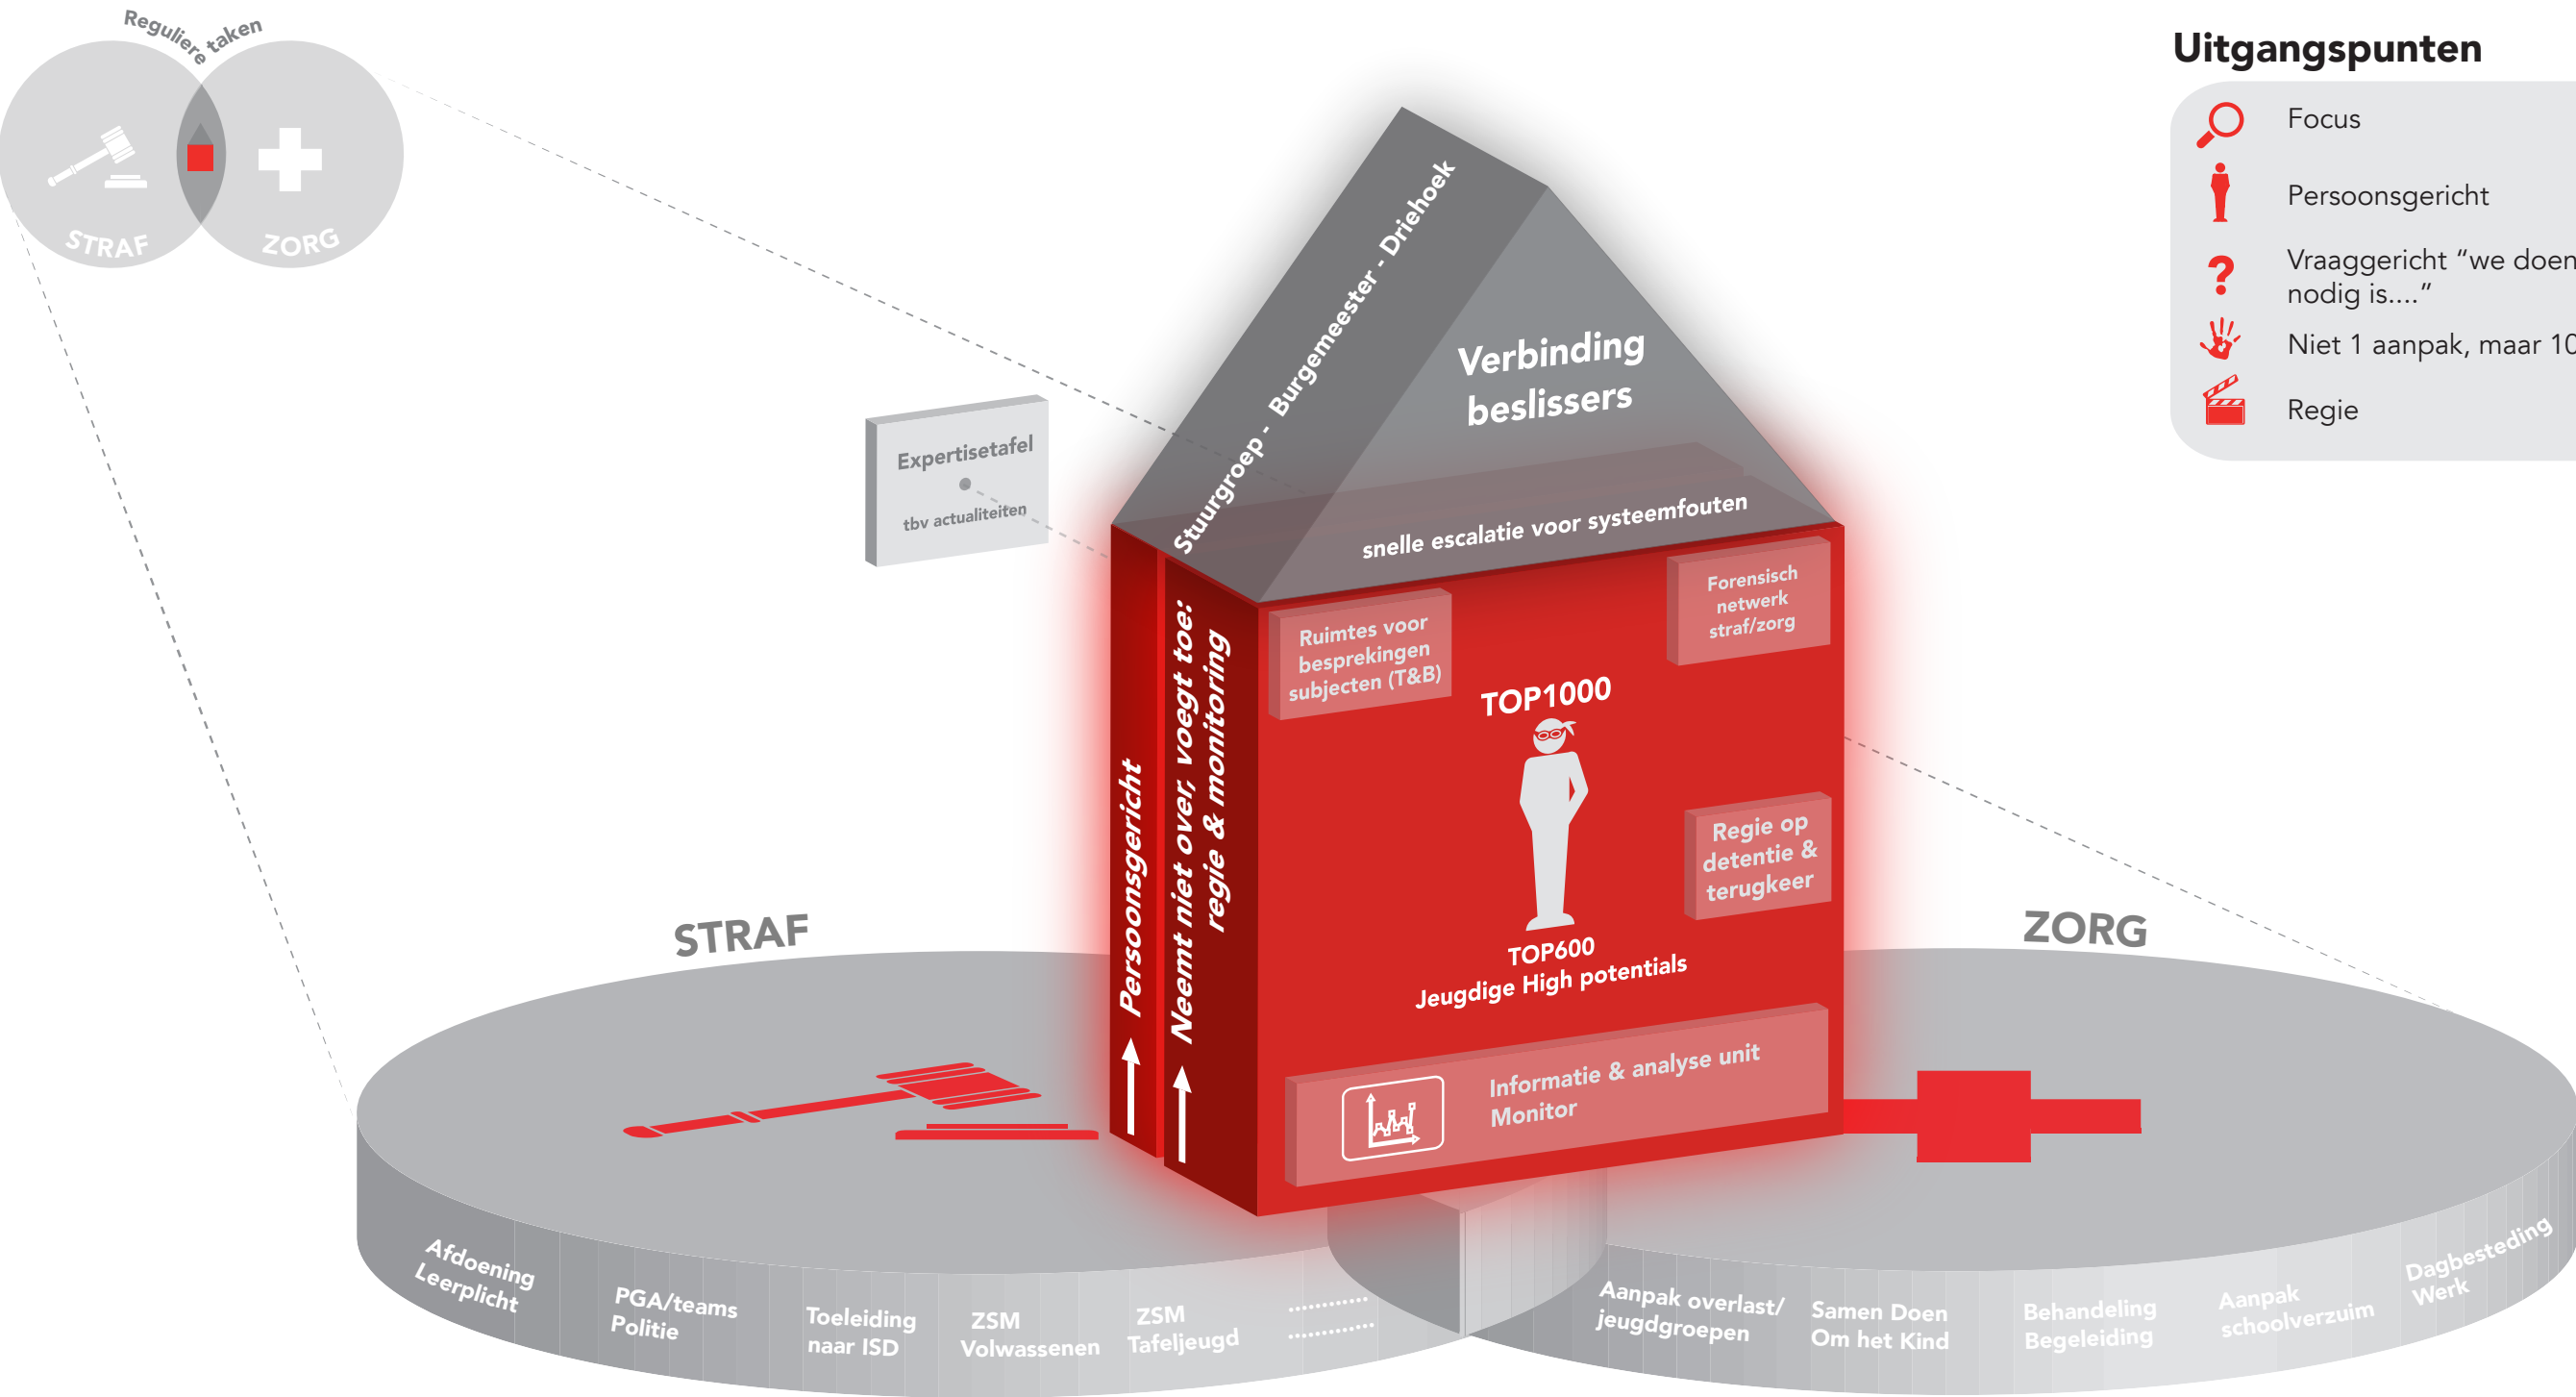 Reguliere taken
STRAF
ZORG
Uitgangspunten
Focus
Persoonsgericht
Vraaggericht “we doen
nodig is....”
Niet 1 aanpak, maar 10
Regie
Expertisetafel
tbv actualiteiten
Stuurgroep - Burgemeester - Driehoek
Verbinding
beslissers
snelle escalatie voor systeemfouten
Persoonsgericht
Neemt niet over, voegt toe:
regie & monitoring
Ruimtes voor
besprekingen
subjecten (T&B)
Forensisch
netwerk
straf/zorg
TOP1000
Regie op
detentie &
terugkeer
TOP600
Jeugdige High potentials
Informatie & analyse unit
Monitor
STRAF
ZORG
Afdoening
Leerplicht
PGA/teams
Politie
Toeleiding
naar ISD
ZSM
Volwassenen
ZSM
Tafeljeugd
............
............
Aanpak overlast/
jeugdgroepen
Samen Doen
Om het Kind
Behandeling
Begeleiding
Aanpak
schoolverzuim
Dagbesteding
Werk